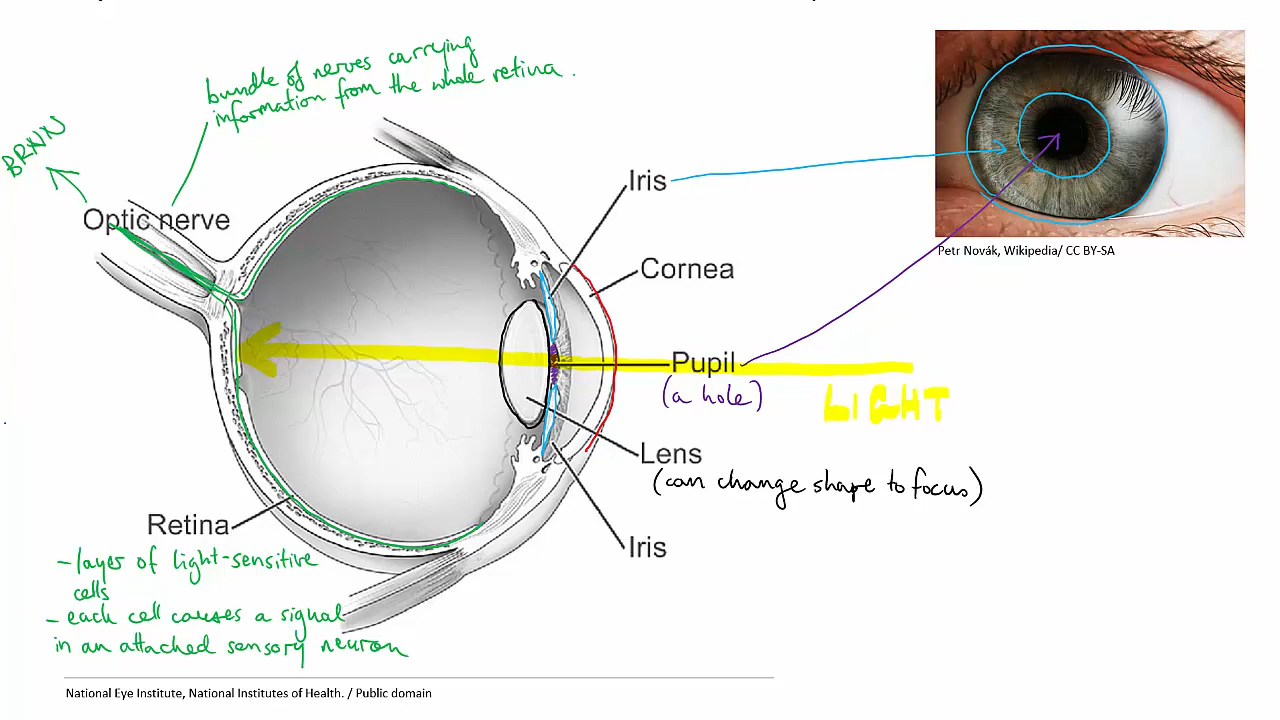 bundle of nerves carrying
information from the whole retina.
BRAIN
Optic nerve
Iris
Cornea
Petr Novák, Wikipedia/ CC BY-SA
Pupil
(a hole)
LIGHT
Lens
(can change shape to focus)
Retina
Iris
- layer of light-sensitive
cells
- each cell causes a signal
in an attached sensory neuron
National Eye Institute, National Institutes of Health. / Public domain